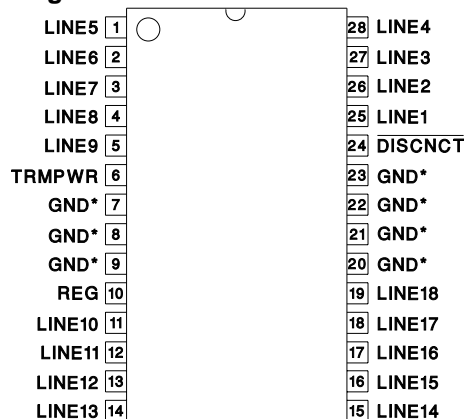 LINE5 1 28 LINE4
LINE6 2 27 LINE3
LINE7 3 26 LINE2
LINE8 4 25 LINE1
LINE9 5 24 DISCNCT
TRMPWR 6 23 GND*
GND* 7 22 GND*
GND* 8 21 GND*
GND* 9 20 GND*
REG 10 19 LINE18
LINE10 11 18 LINE17
LINE11 12 17 LINE16
LINE12 13 16 LINE15
LINE13 14 15 LINE14